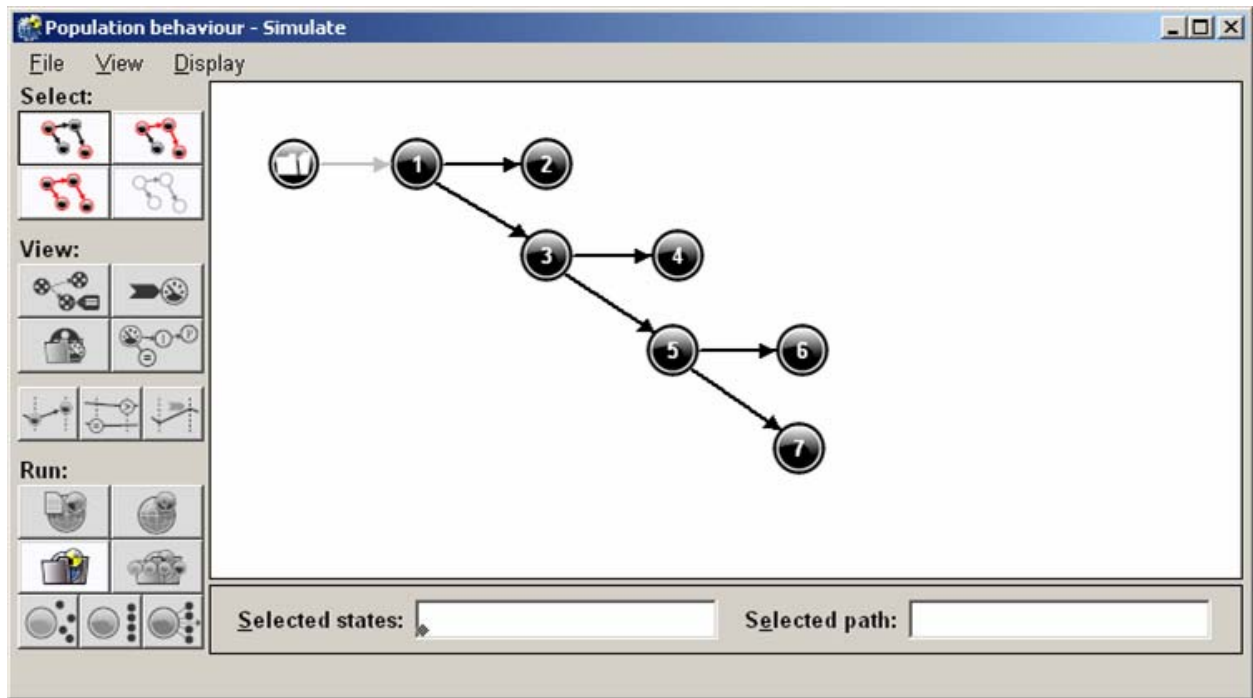 Population behaviour - Simulate
File View Display
Select:
1 2
3 4
View:
5 6
7
Run:
Selected states: Selected path: